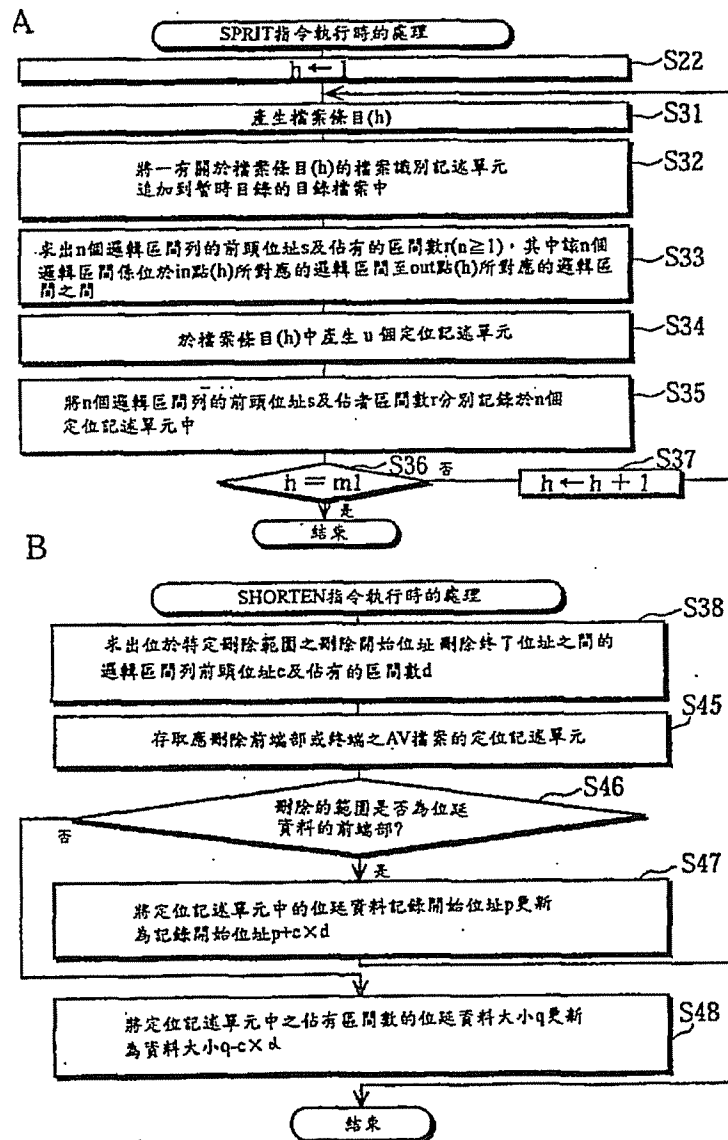 A
SPRIT指令執行時的處理
h ← 1
S22
產生檔案條目(h)
S31
將一有關於檔案條目(h)的檔案識別記述單元
追加到暫時目錄的目錄檔案中
S32
求出n個邏輯區間列的前頭位址s及佔有的區間數r(n≧1)，其中該n個
邏輯區間係位於in點(h)所對應的邏輯區間至out點(h)所對應的邏輯區
間之間
S33
於檔案條目(h)中產生u個定位記述單元
S34
將n個邏輯區間列的前頭位址s及佔者區間數r分別記錄於n個
定位記述單元中
S35
h＝m1
S36
否
h←h＋1
S37
是
結束
B
SHORTEN指令執行時的處理
求出位於特定刪除範圍之刪除開始位址 刪除終了位址之間的
邏輯區間列前頭位址c及佔有的區間數d
S38
存取應刪除前端部或終端之AV檔案的定位記述單元
S45
刪除的範圍是否為位延
資料的前端部?
S46
否
是
將定位記述單元中的位延資料記錄開始位址p更新
為記錄開始位址p+c×d
S47
將定位記述單元中之佔有區間數的位延資料大小q更新
為資料大小q-c×d
S48
結束